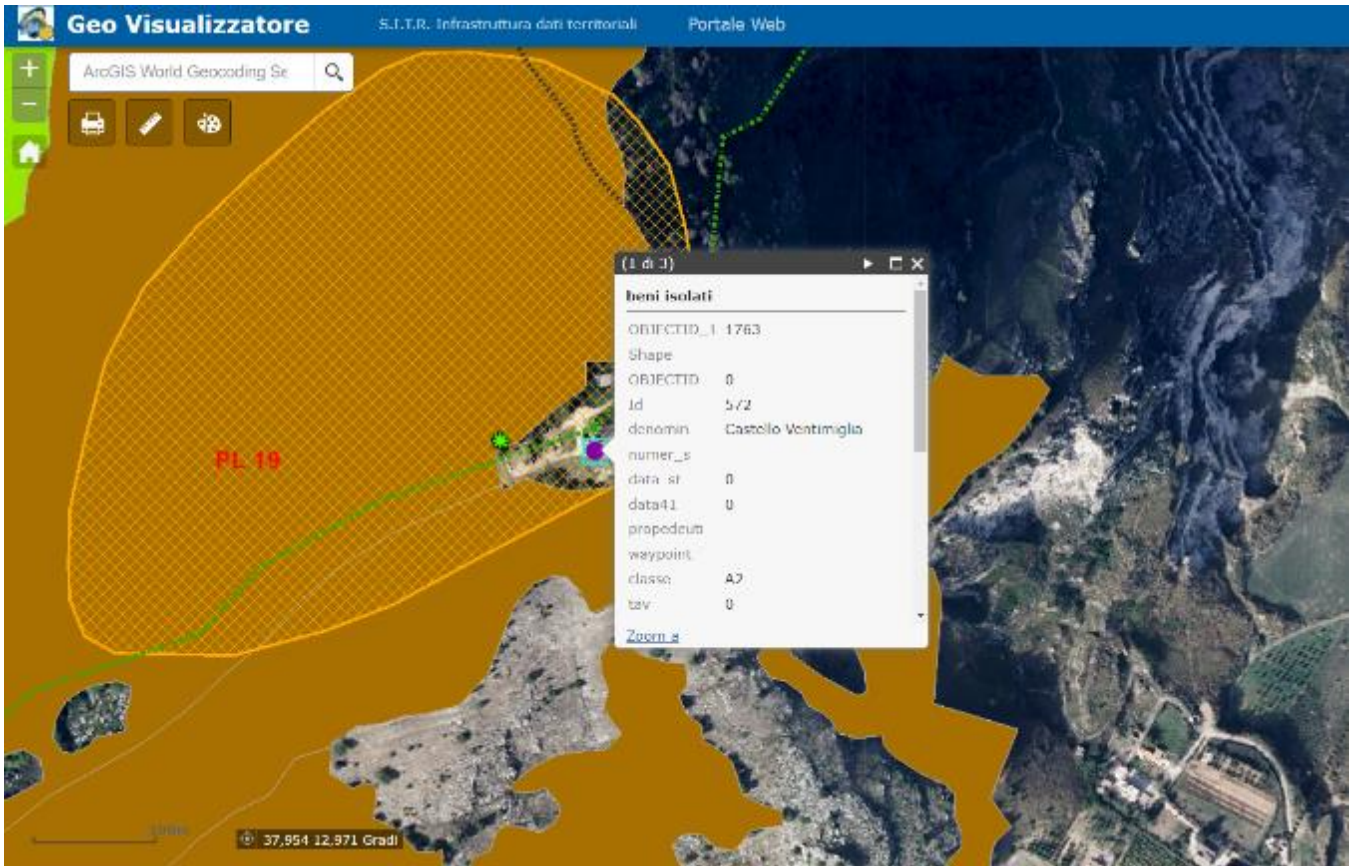 Geo Visualizzatore
S.I.T.R. Infrastruttura dati territoriali
Portale Web
+
ArcGIS World Geocoding Se
−
(1 di 3)
beni isolati
OBJECTID_1 1763
Shape
OBJECTID 0
Id 572
denomin Castello Ventimiglia
numer_s
data_st 0
data41 0
propedeuti
waypoint
classe A2
tav 0
Zoom a
PL 19
37,954 12,971 Gradi